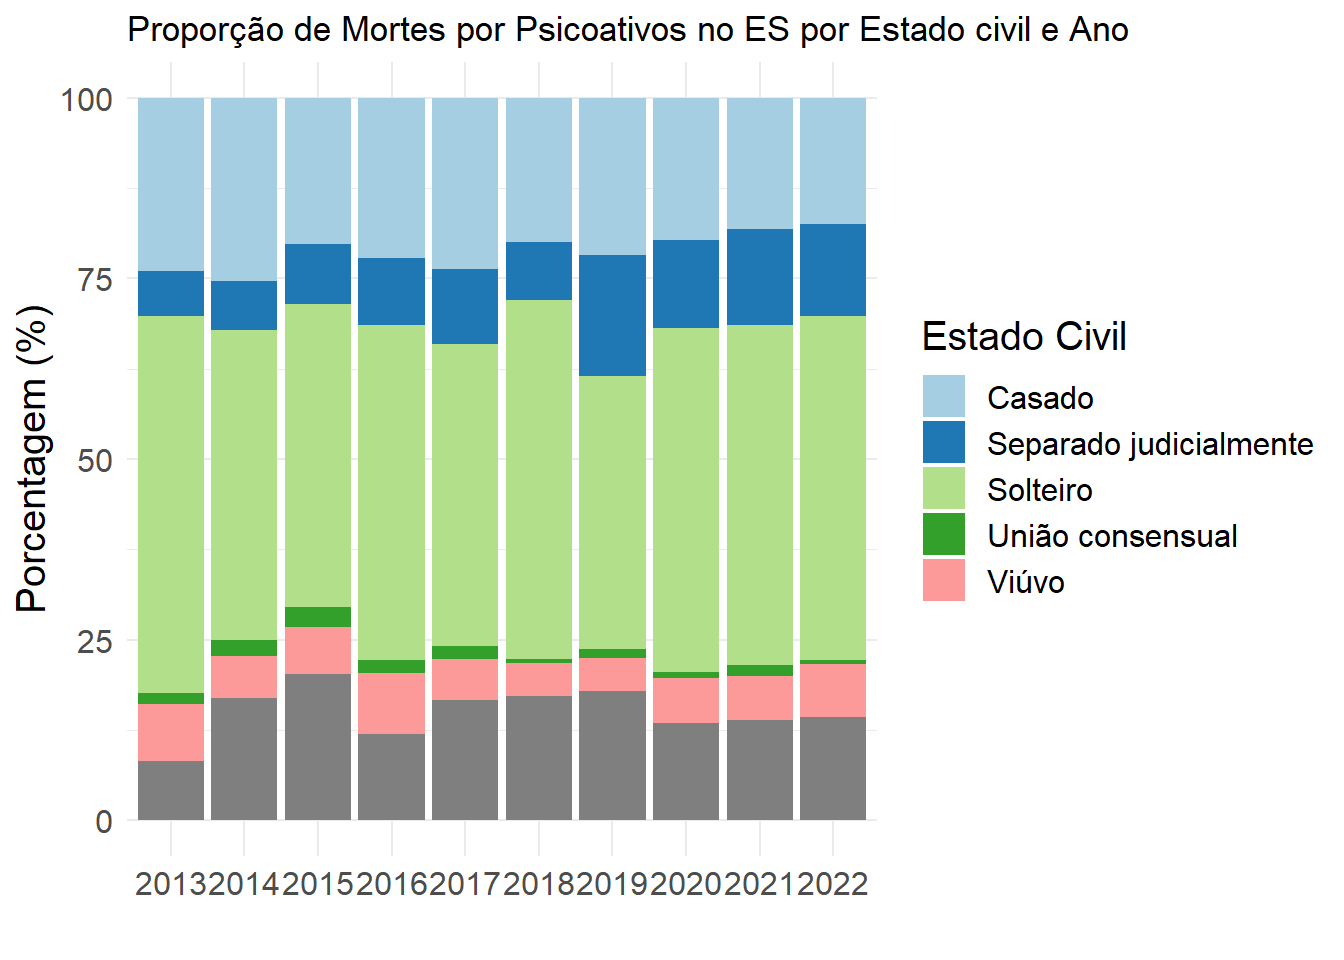 Proporção de Mortes por Psicoativos no ES por Estado civil e Ano
Porcentagem (%)
100
75
50
25
0
2013 2014 2015 2016 2017 2018 2019 2020 2021 2022
Estado Civil
Casado
Separado judicialmente
Solteiro
União consensual
Viúvo